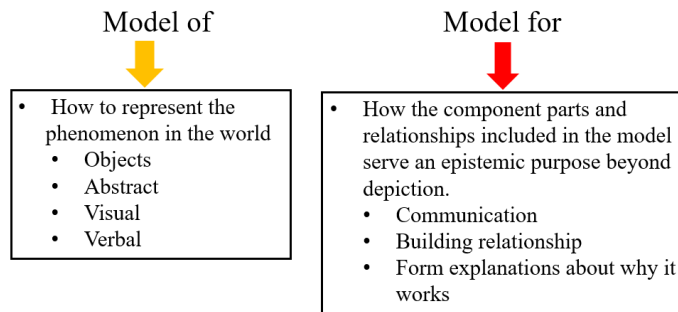 Model of
• How to represent the
phenomenon in the world
• Objects
• Abstract
• Visual
• Verbal
Model for
• How the component parts and
relationships included in the model
serve an epistemic purpose beyond
depiction.
• Communication
• Building relationship
• Form explanations about why it
works